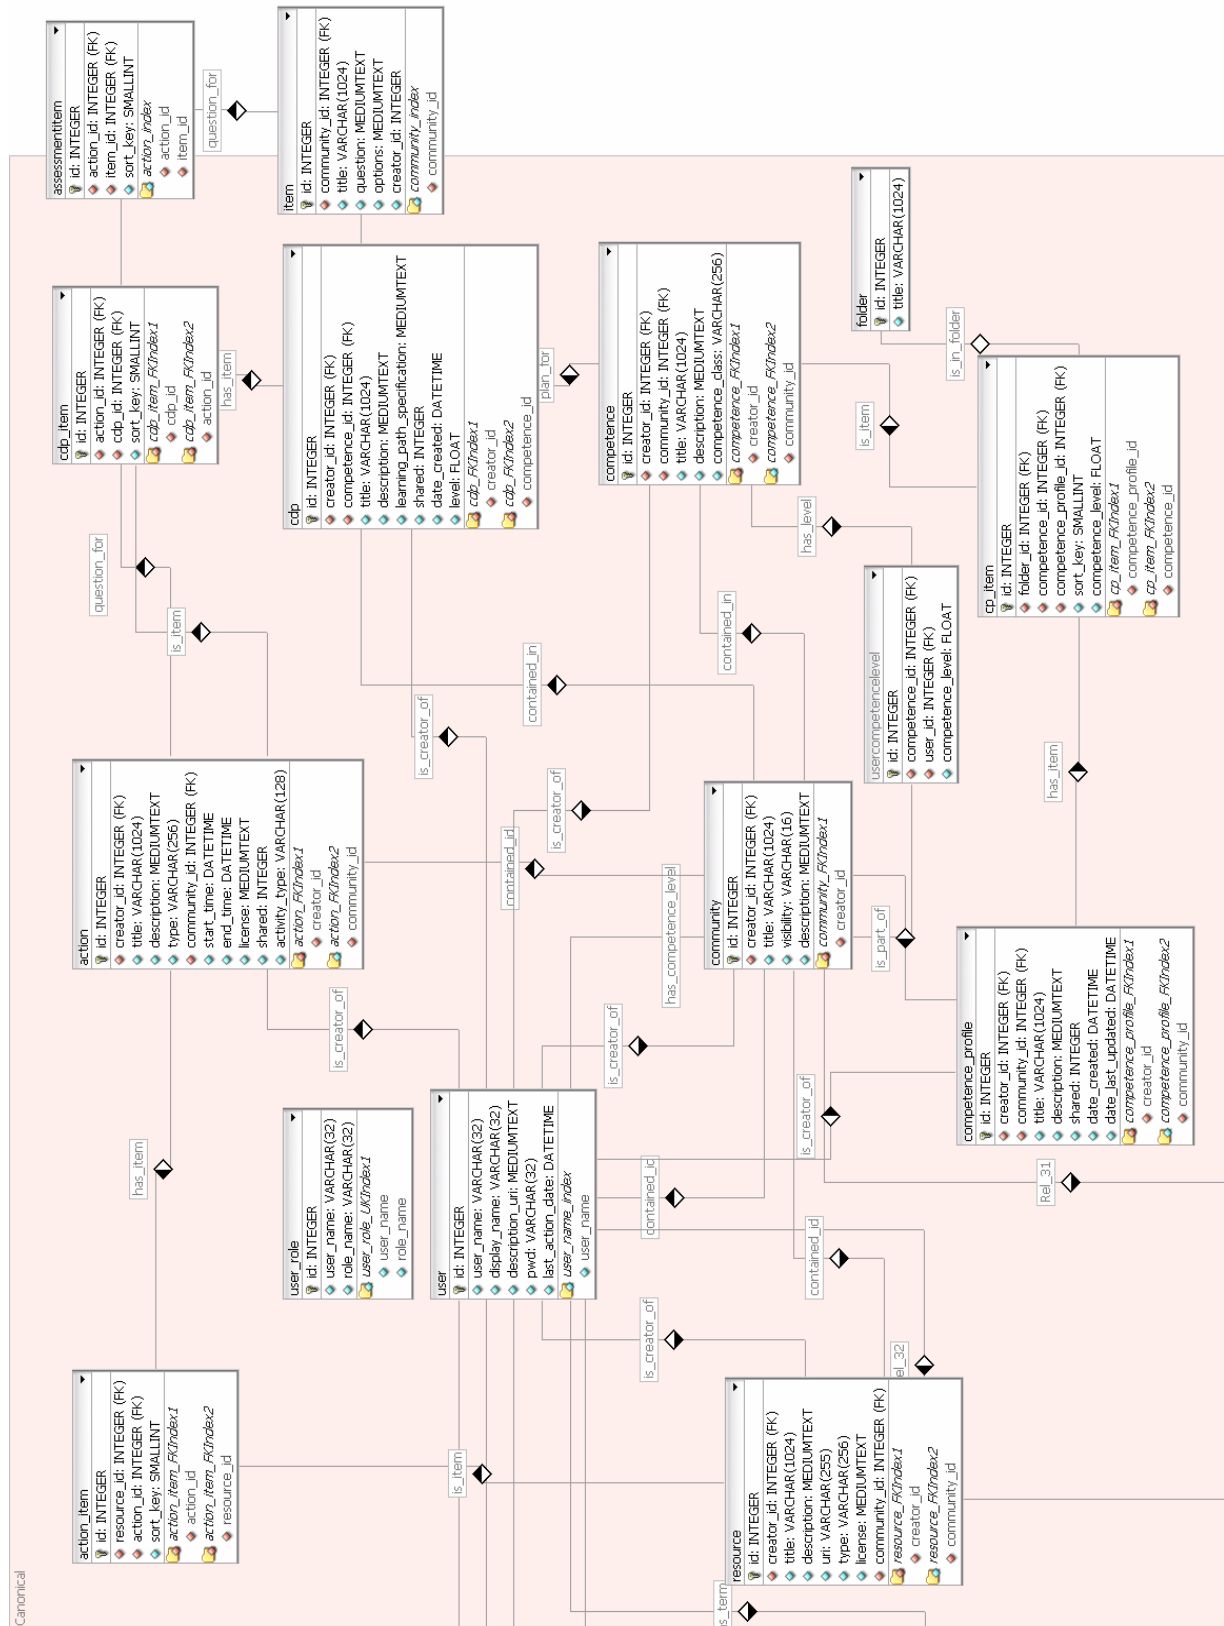 Canonical
action_item
id: INTEGER
resource_id: INTEGER (FK)
action_id: INTEGER (FK)
sort_key: SMALLINT
action_item_FKIndex1
action_id
action_item_FKIndex2
resource_id
has_item
action
id: INTEGER
creator_id: INTEGER (FK)
title: VARCHAR(1024)
description: MEDIUMTEXT
type: VARCHAR(256)
community_id: INTEGER (FK)
start_time: DATETIME
end_time: DATETIME
license: MEDIUMTEXT
shared: INTEGER
activity_type: VARCHAR(128)
action_FKIndex1
creator_id
action_FKIndex2
community_id
question_for
is_item
cdp_item
id: INTEGER
action_id: INTEGER (FK)
cdp_id: INTEGER (FK)
sort_key: SMALLINT
cdp_item_FKIndex1
cdp_id
cdp_item_FKIndex2
action_id
has_item
assessmentitem
id: INTEGER
action_id: INTEGER (FK)
item_id: INTEGER (FK)
sort_key: SMALLINT
action_index
action_id
item_id
question_for
user_role
id: INTEGER
user_name: VARCHAR(32)
role_name: VARCHAR(32)
user_role_UKIndex1
user_name
role_name
is_creator_of
is_creator_of
cdp
id: INTEGER
creator_id: INTEGER (FK)
competence_id: INTEGER (FK)
title: VARCHAR(1024)
description: MEDIUMTEXT
learning_path_specification: MEDIUMTEXT
shared: INTEGER
date_created: DATETIME
level: FLOAT
cdp_FKIndex1
creator_id
cdp_FKIndex2
competence_id
plan_for
item
id: INTEGER
community_id: INTEGER (FK)
title: VARCHAR(1024)
question: MEDIUMTEXT
options: MEDIUMTEXT
creator_id: INTEGER
community_index
community_id
is_item
user
id: INTEGER
user_name: VARCHAR(32)
display_name: VARCHAR(32)
description_uri: MEDIUMTEXT
pwd: VARCHAR(32)
last_action_date: DATETIME
user_name_index
user_name
contained_id
is_creator_of
contained_in
is_creator_of
has_competence_level
contained_in
competence
id: INTEGER
creator_id: INTEGER (FK)
community_id: INTEGER (FK)
title: VARCHAR(1024)
description: MEDIUMTEXT
competence_class: VARCHAR(256)
competence_FKIndex1
creator_id
competence_FKIndex2
community_id
is_creator_of
contained_id
community
id: INTEGER
creator_id: INTEGER (FK)
title: VARCHAR(1024)
visibility: VARCHAR(16)
description: MEDIUMTEXT
community_FKIndex1
creator_id
has_level
is_item
is_term
resource
id: INTEGER
creator_id: INTEGER (FK)
title: VARCHAR(1024)
description: MEDIUMTEXT
uri: VARCHAR(255)
type: VARCHAR(256)
license: MEDIUMTEXT
community_id: INTEGER (FK)
resource_FKIndex1
creator_id
resource_FKIndex2
community_id
contained_id
el_32
is_creator_of
is_part_of
usercompetencelevel
id: INTEGER
competence_id: INTEGER (FK)
user_id: INTEGER (FK)
competence_level: FLOAT
folder
id: INTEGER
title: VARCHAR(1024)
is_in_folder
Rel_31
competence_profile
id: INTEGER
creator_id: INTEGER (FK)
community_id: INTEGER (FK)
title: VARCHAR(1024)
description: MEDIUMTEXT
shared: INTEGER
date_created: DATETIME
date_last_updated: DATETIME
competence_profile_FKIndex1
creator_id
competence_profile_FKIndex2
community_id
has_item
cp_item
id: INTEGER
folder_id: INTEGER (FK)
competence_id: INTEGER (FK)
competence_profile_id: INTEGER (FK)
sort_key: SMALLINT
competence_level: FLOAT
cp_item_FKIndex1
competence_profile_id
cp_item_FKIndex2
competence_id